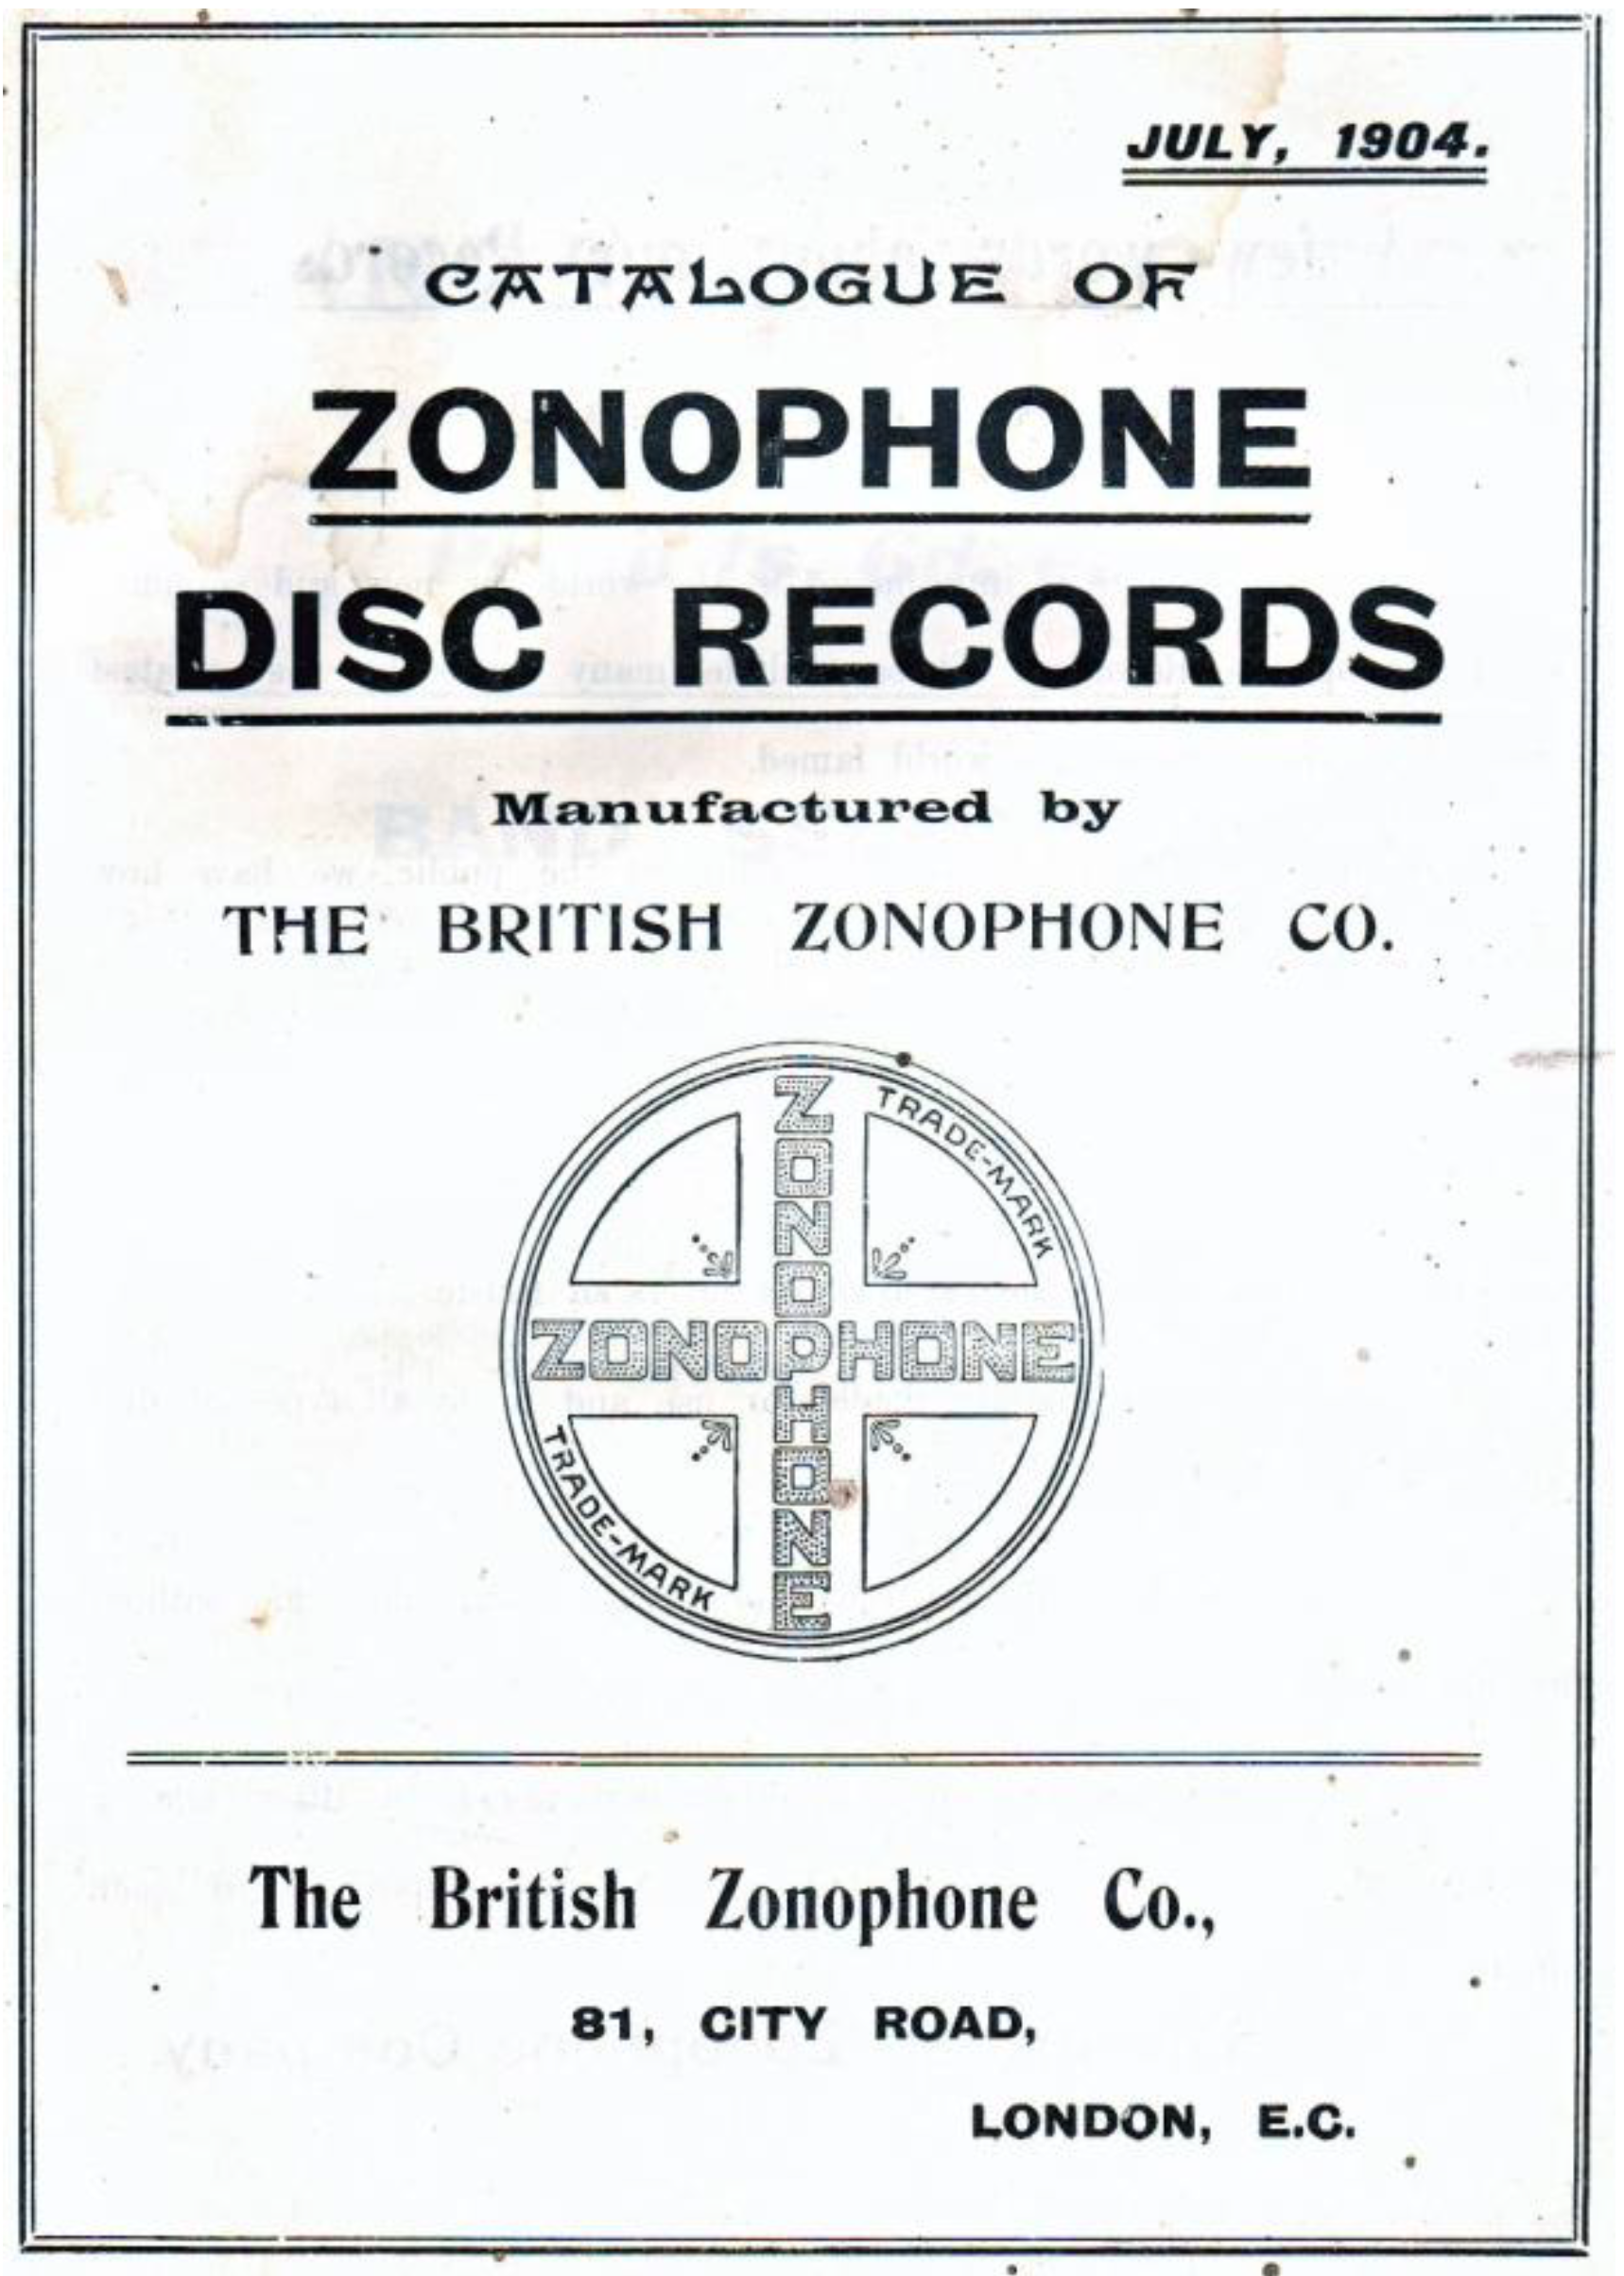 JULY, 1904.
CATALOGUE OF
ZONOPHONE
DISC RECORDS
Manufactured by
THE BRITISH ZONOPHONE CO.
ZONOPHONE
TRADE-MARK
ZONOPHONE
TRADE-MARK
The British Zonophone Co.,
81, CITY ROAD,
LONDON, E.C.